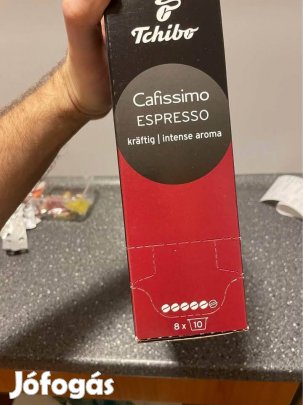 Tchibo
Cafissimo
ESPRESSO
kräftig | intense aroma
8 x 10
Jófogás